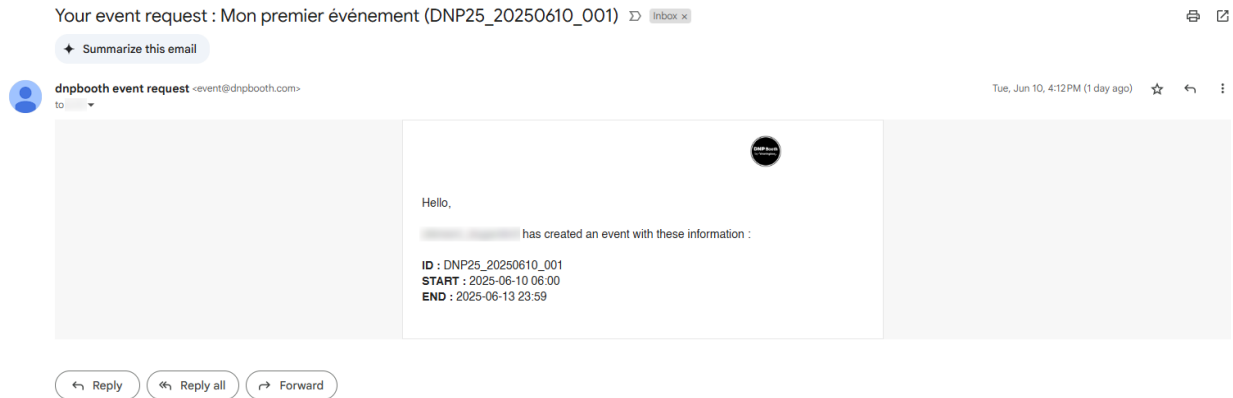 Your event request : Mon premier événement (DNP25_20250610_001) Inbox ×
Summarize this email
dnpbooth event request <event@dnpbooth.com> Tue, Jun 10, 4:12 PM (1 day ago)
to
DNP Booth
Hello,
has created an event with these information :
ID : DNP25_20250610_001
START : 2025-06-10 06:00
END : 2025-06-13 23:59
Reply Reply all Forward